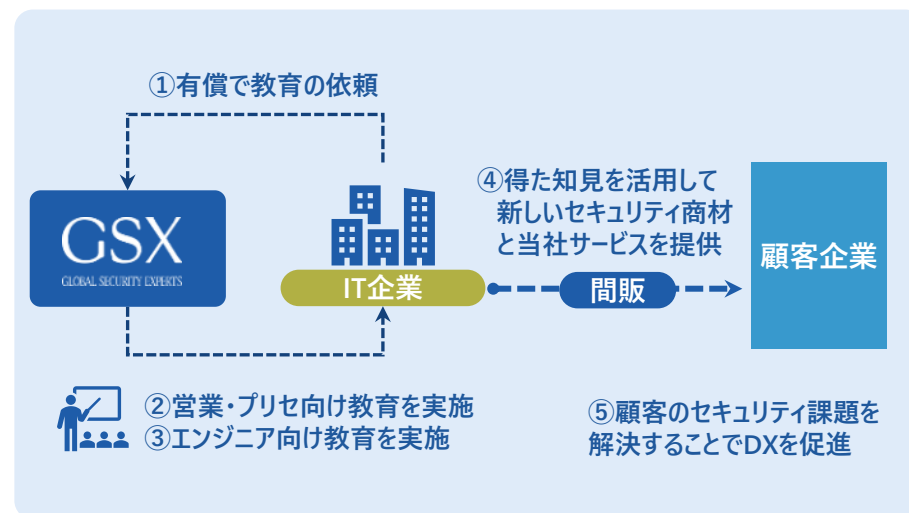 ①有償で教育の依頼
GSX
GLOBAL SECURITY EXPERTS
IT企業
④得た知見を活用して
新しいセキュリティ商材
と当社サービスを提供
間販
顧客企業
②営業・プリセ向け教育を実施
③エンジニア向け教育を実施
⑤顧客のセキュリティ課題を
解決することでDXを促進